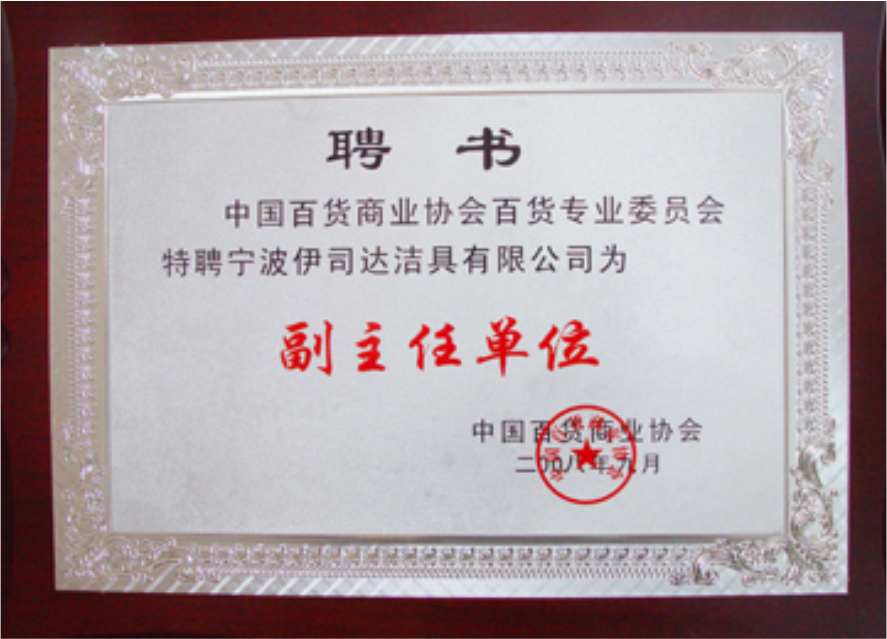 聘 书
中国百货商业协会百货专业委员会
特聘宁波伊司达洁具有限公司为
副主任单位
中国百货商业协会
二00八年九月